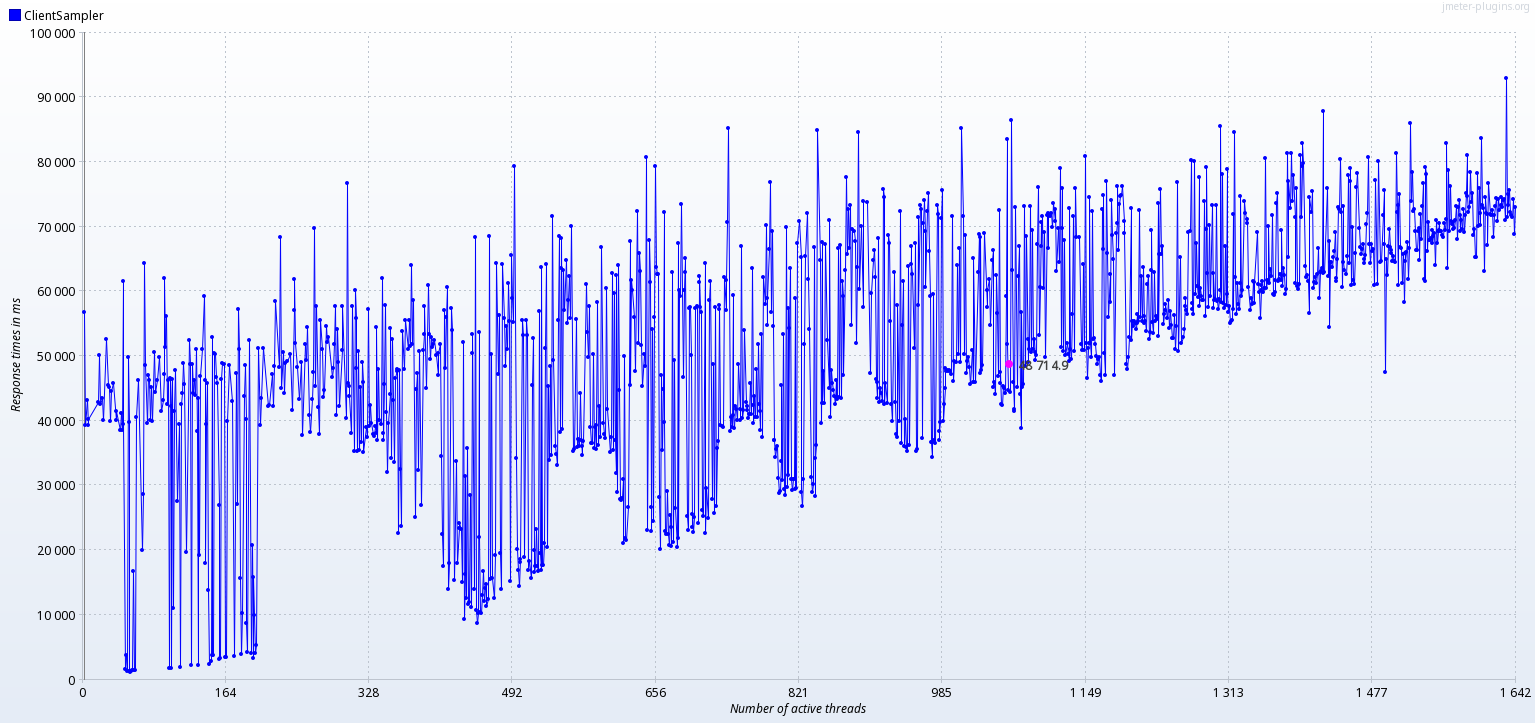 ClientSampler
jmeter-plugins.org
100 000
90 000
80 000
70 000
60 000
50 000
40 000
30 000
20 000
10 000
0
Response times in ms
714.9
0 164 328 492 656 821 985 1 149 1 313 1 477 1 642
Number of active threads